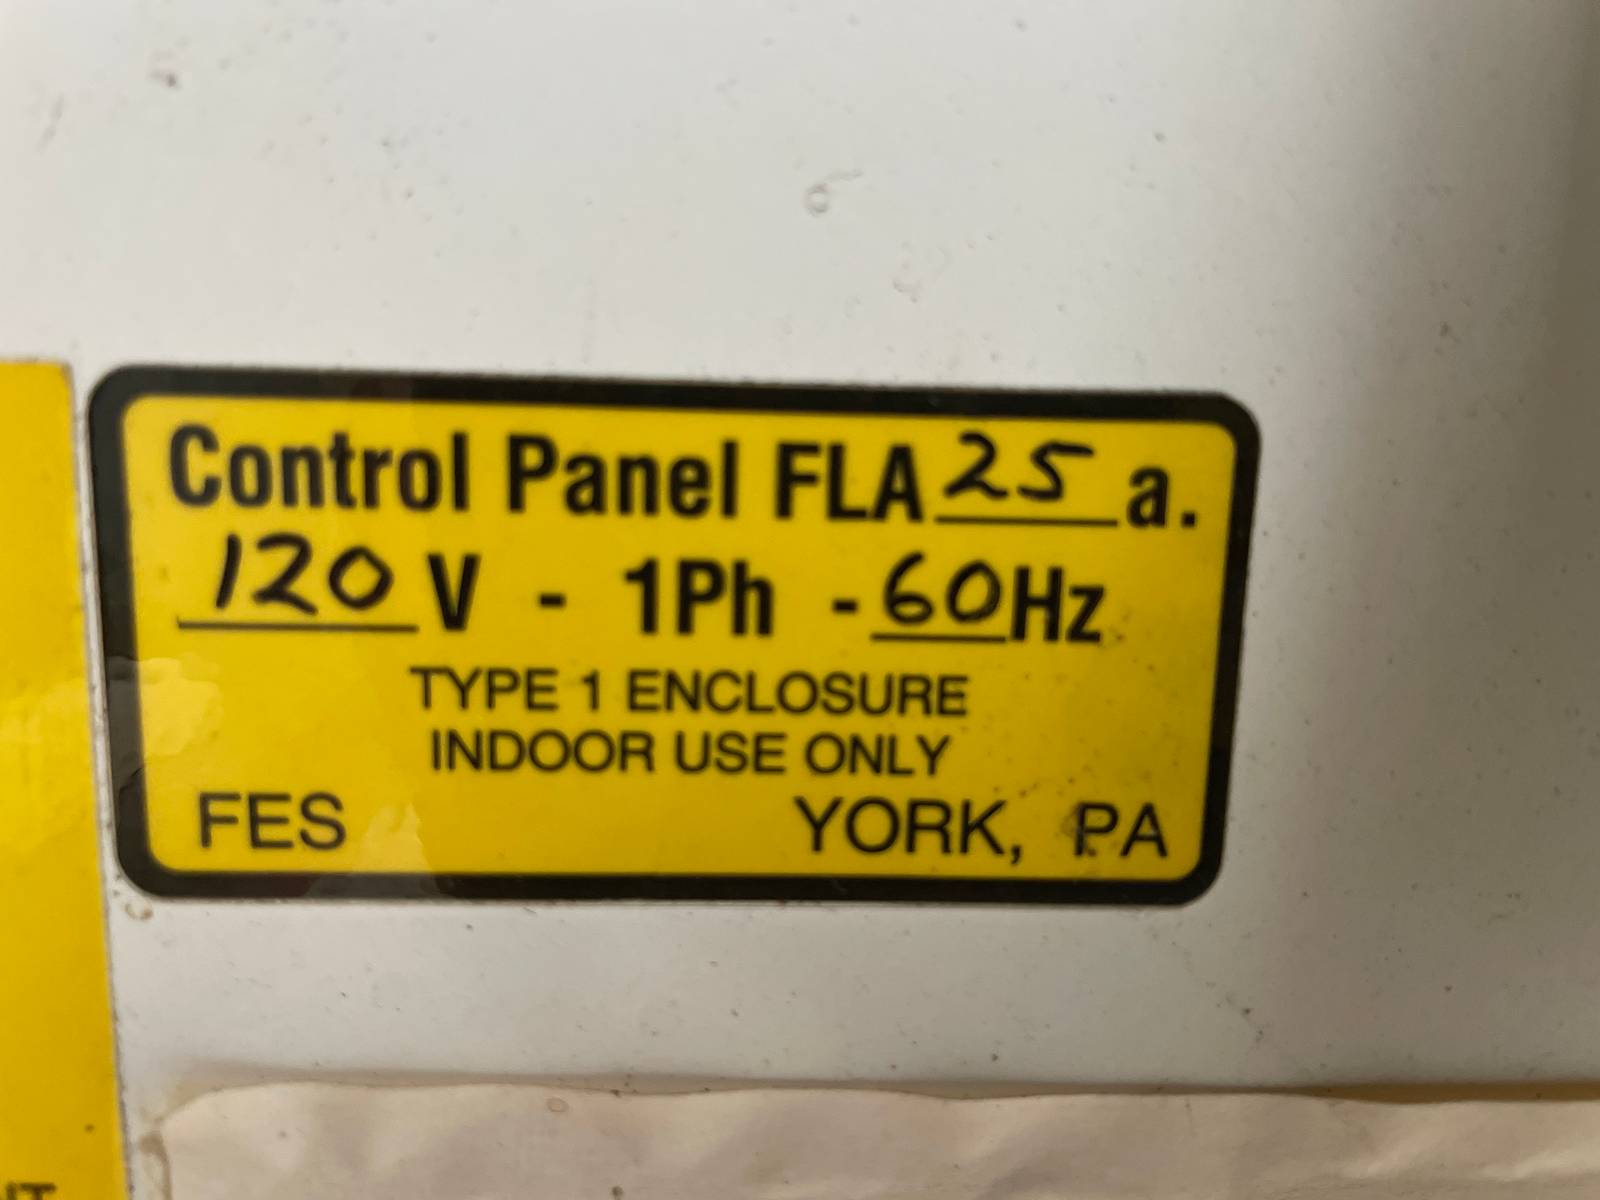 Control Panel FLA 25 a.
120 V - 1Ph - 60 Hz
TYPE 1 ENCLOSURE
INDOOR USE ONLY
FES YORK, PA